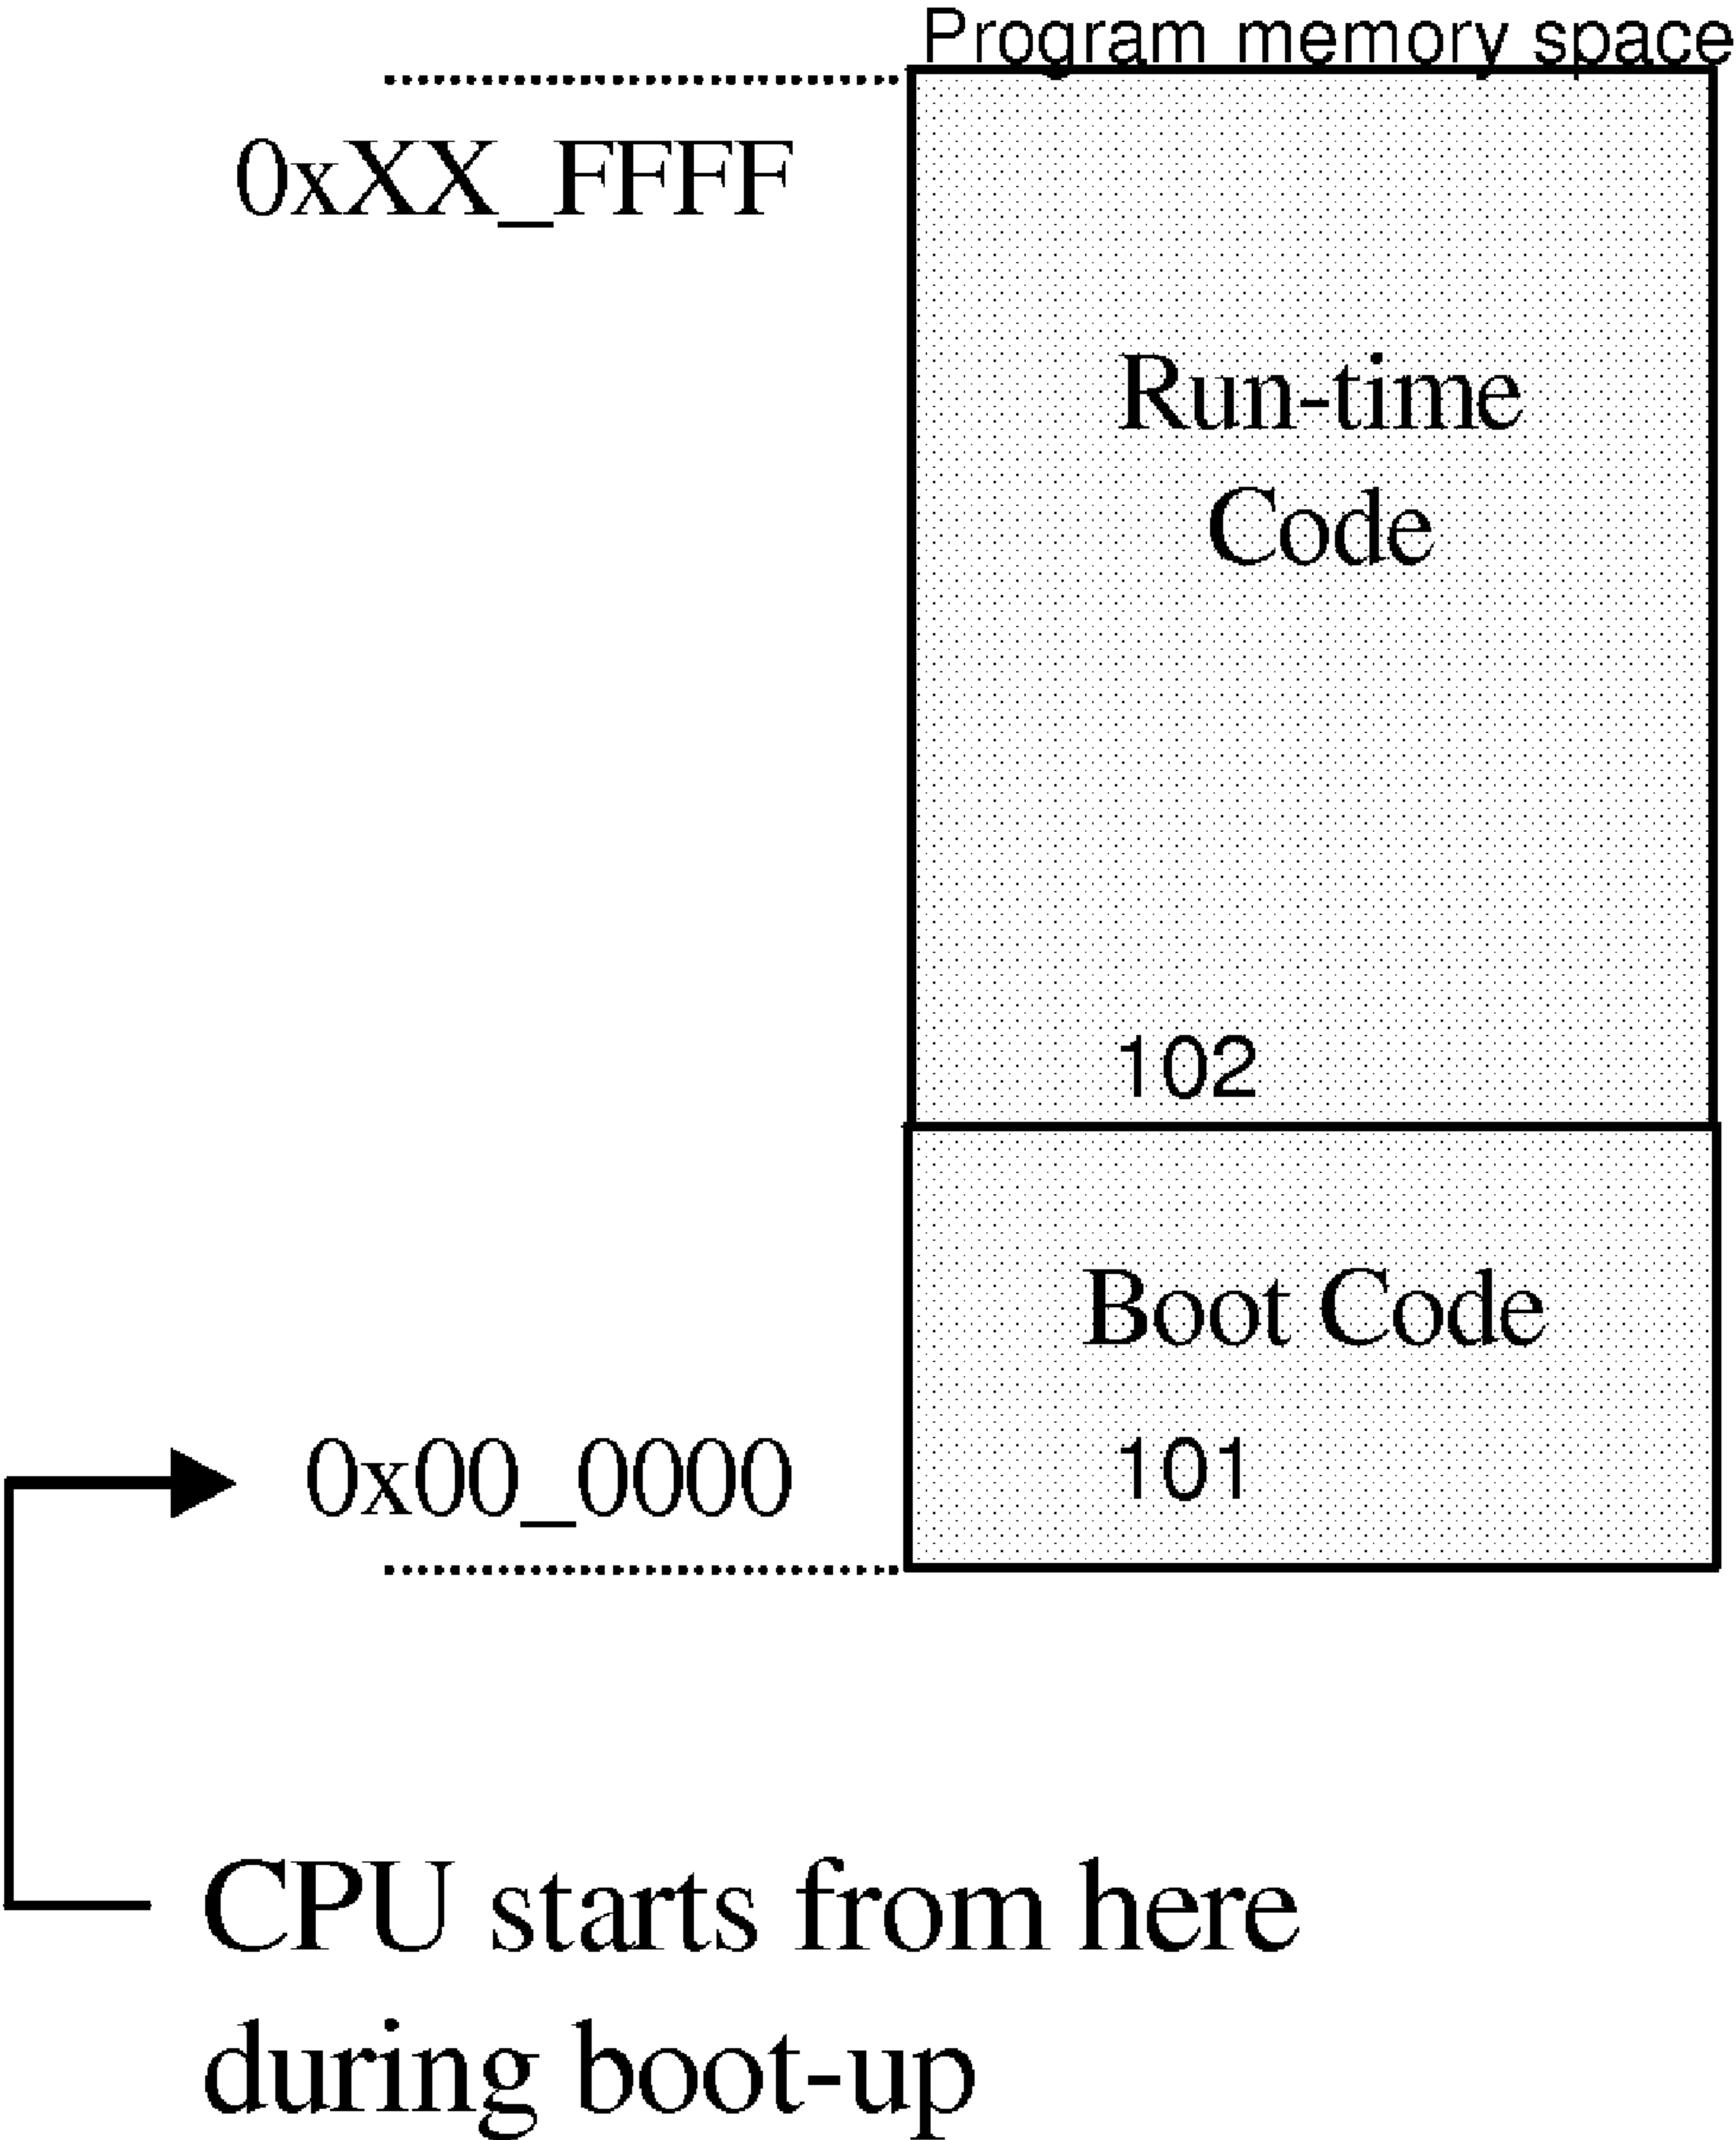 Program memory space
0xXX_FFFF
Run-time
Code
102
Boot Code
0x00_0000
101
CPU starts from here
during boot-up